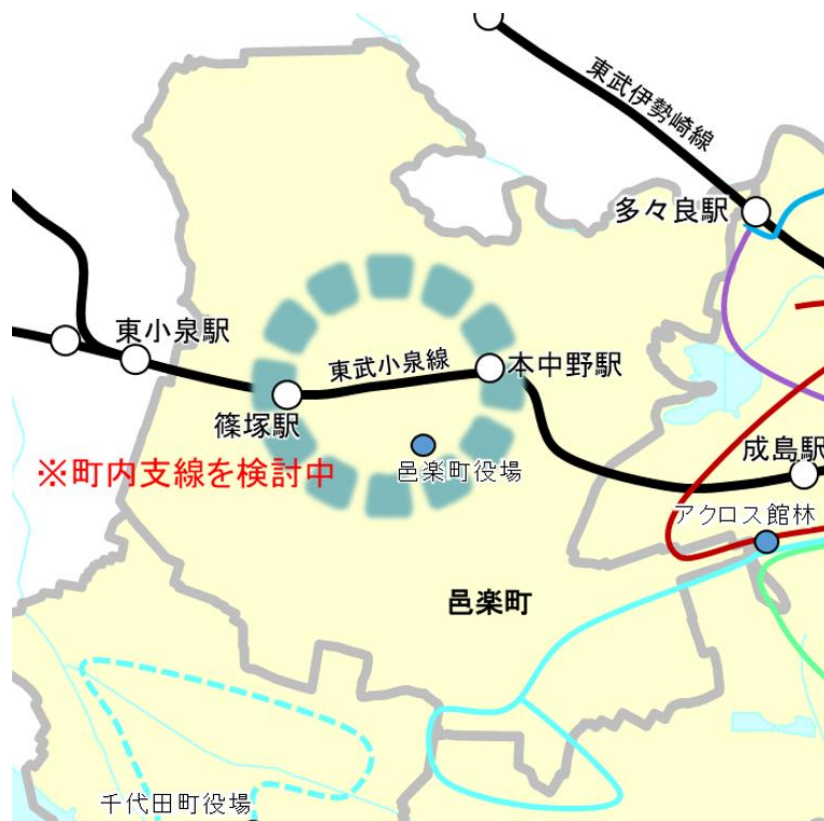 東武伊勢崎線
多々良駅
東小泉駅
東武小泉線
本中野駅
篠塚駅
邑楽町役場
成島駅
※町内支線を検討中
アクロス館林
邑楽町
千代田町役場